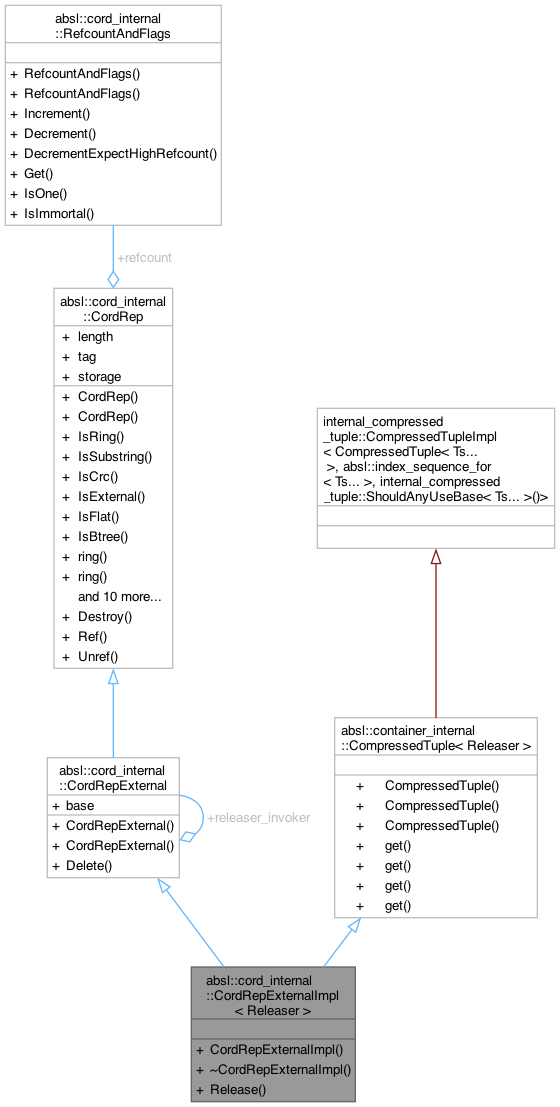 absl::cord_internal
::RefcountAndFlags
+ RefcountAndFlags()
+ RefcountAndFlags()
+ Increment()
+ Decrement()
+ DecrementExpectHighRefcount()
+ Get()
+ IsOne()
+ IsImmortal()
+refcount
absl::cord_internal
::CordRep
+ length
+ tag
+ storage
+ CordRep()
+ CordRep()
+ IsRing()
+ IsSubstring()
+ IsCrc()
+ IsExternal()
+ IsFlat()
+ IsBtree()
+ ring()
+ ring()
and 10 more...
+ Destroy()
+ Ref()
+ Unref()
internal_compressed
_tuple::CompressedTupleImpl
< CompressedTuple< Ts...
>, absl::index_sequence_for
< Ts... >, internal_compressed
_tuple::ShouldAnyUseBase< Ts... >()>
absl::cord_internal
::CordRepExternal
+ base
+ CordRepExternal()
+ CordRepExternal()
+ Delete()
+releaser_invoker
absl::container_internal
::CompressedTuple< Releaser >
+ CompressedTuple()
+ CompressedTuple()
+ CompressedTuple()
+ get()
+ get()
+ get()
+ get()
absl::cord_internal
::CordRepExternalImpl
< Releaser >
+ CordRepExternalImpl()
+ ~CordRepExternalImpl()
+ Release()